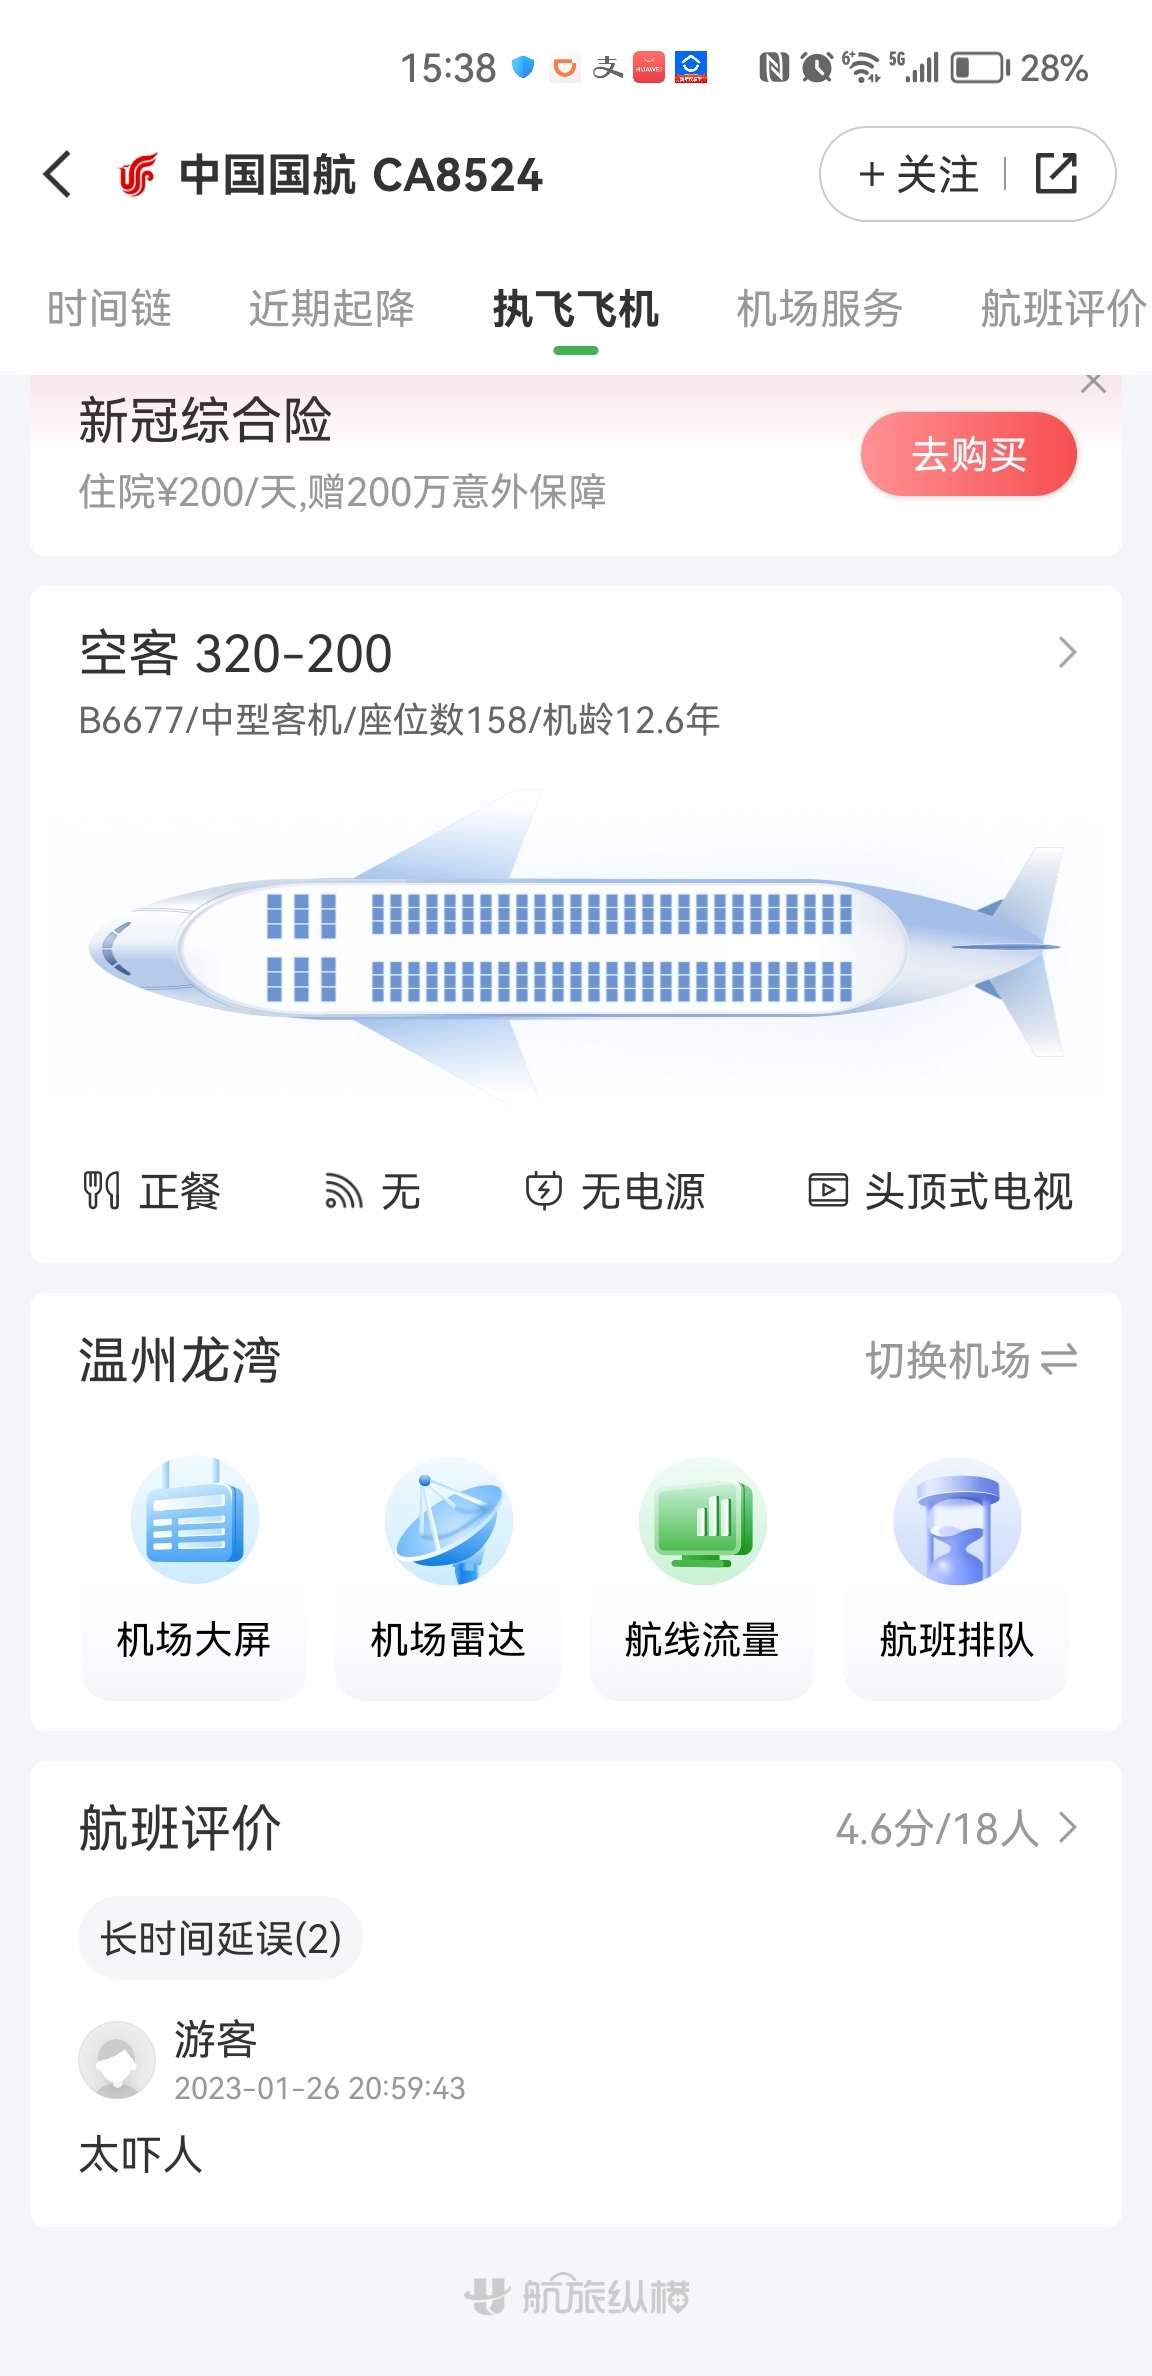 15:38
支
HUAWEI
6+
5G
28%
中国国航 CA8524
+ 关注
时间链 近期起降 执飞飞机 机场服务 航班评价
新冠综合险
去购买
住院¥200/天,赠200万意外保障
空客 320-200
B6677/中型客机/座位数158/机龄12.6年
正餐 无 无电源 头顶式电视
温州龙湾
切换机场
机场大屏 机场雷达 航线流量 航班排队
航班评价
4.6分/18人
长时间延误(2)
游客
2023-01-26 20:59:43
太吓人
航旅纵横